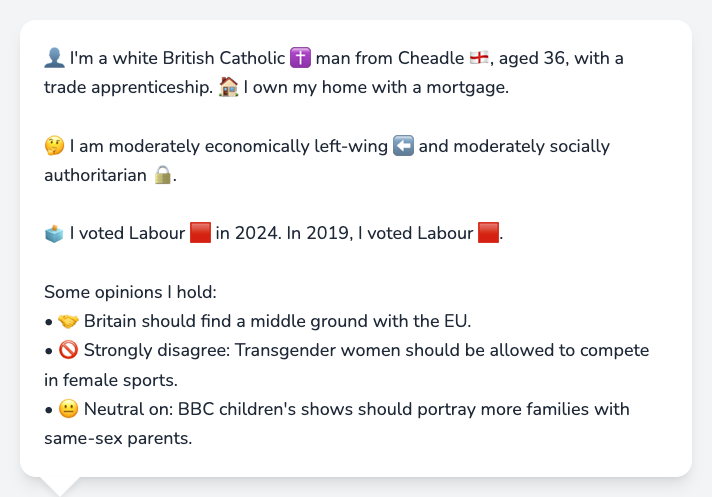 👤 I'm a white British Catholic ✝️ man from Cheadle 🏴󠁧󠁢󠁥󠁮󠁧󠁿, aged 36, with a
trade apprenticeship. 🏠 I own my home with a mortgage.
🤔 I am moderately economically left-wing ⬅️ and moderately socially
authoritarian 🔒.
🗳️ I voted Labour 🟥 in 2024. In 2019, I voted Labour 🟥.
Some opinions I hold:
• 🤝 Britain should find a middle ground with the EU.
• 🚫 Strongly disagree: Transgender women should be allowed to compete
in female sports.
• 😐 Neutral on: BBC children's shows should portray more families with
same-sex parents.